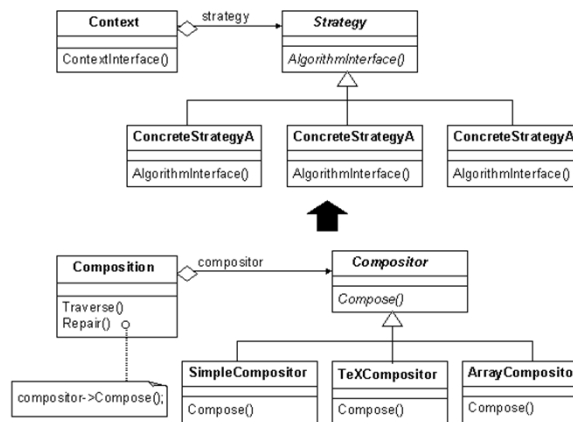 Context
ContextInterface()
strategy
Strategy
AlgorithmInterface()
ConcreteStrategyA
AlgorithmInterface()
ConcreteStrategyA
AlgorithmInterface()
ConcreteStrategyA
AlgorithmInterface()
Composition
Traverse()
Repair()
compositor
Compositor
Compose()
compositor->Compose();
SimpleCompositor
Compose()
TeXCompositor
Compose()
ArrayComposito
Compose()